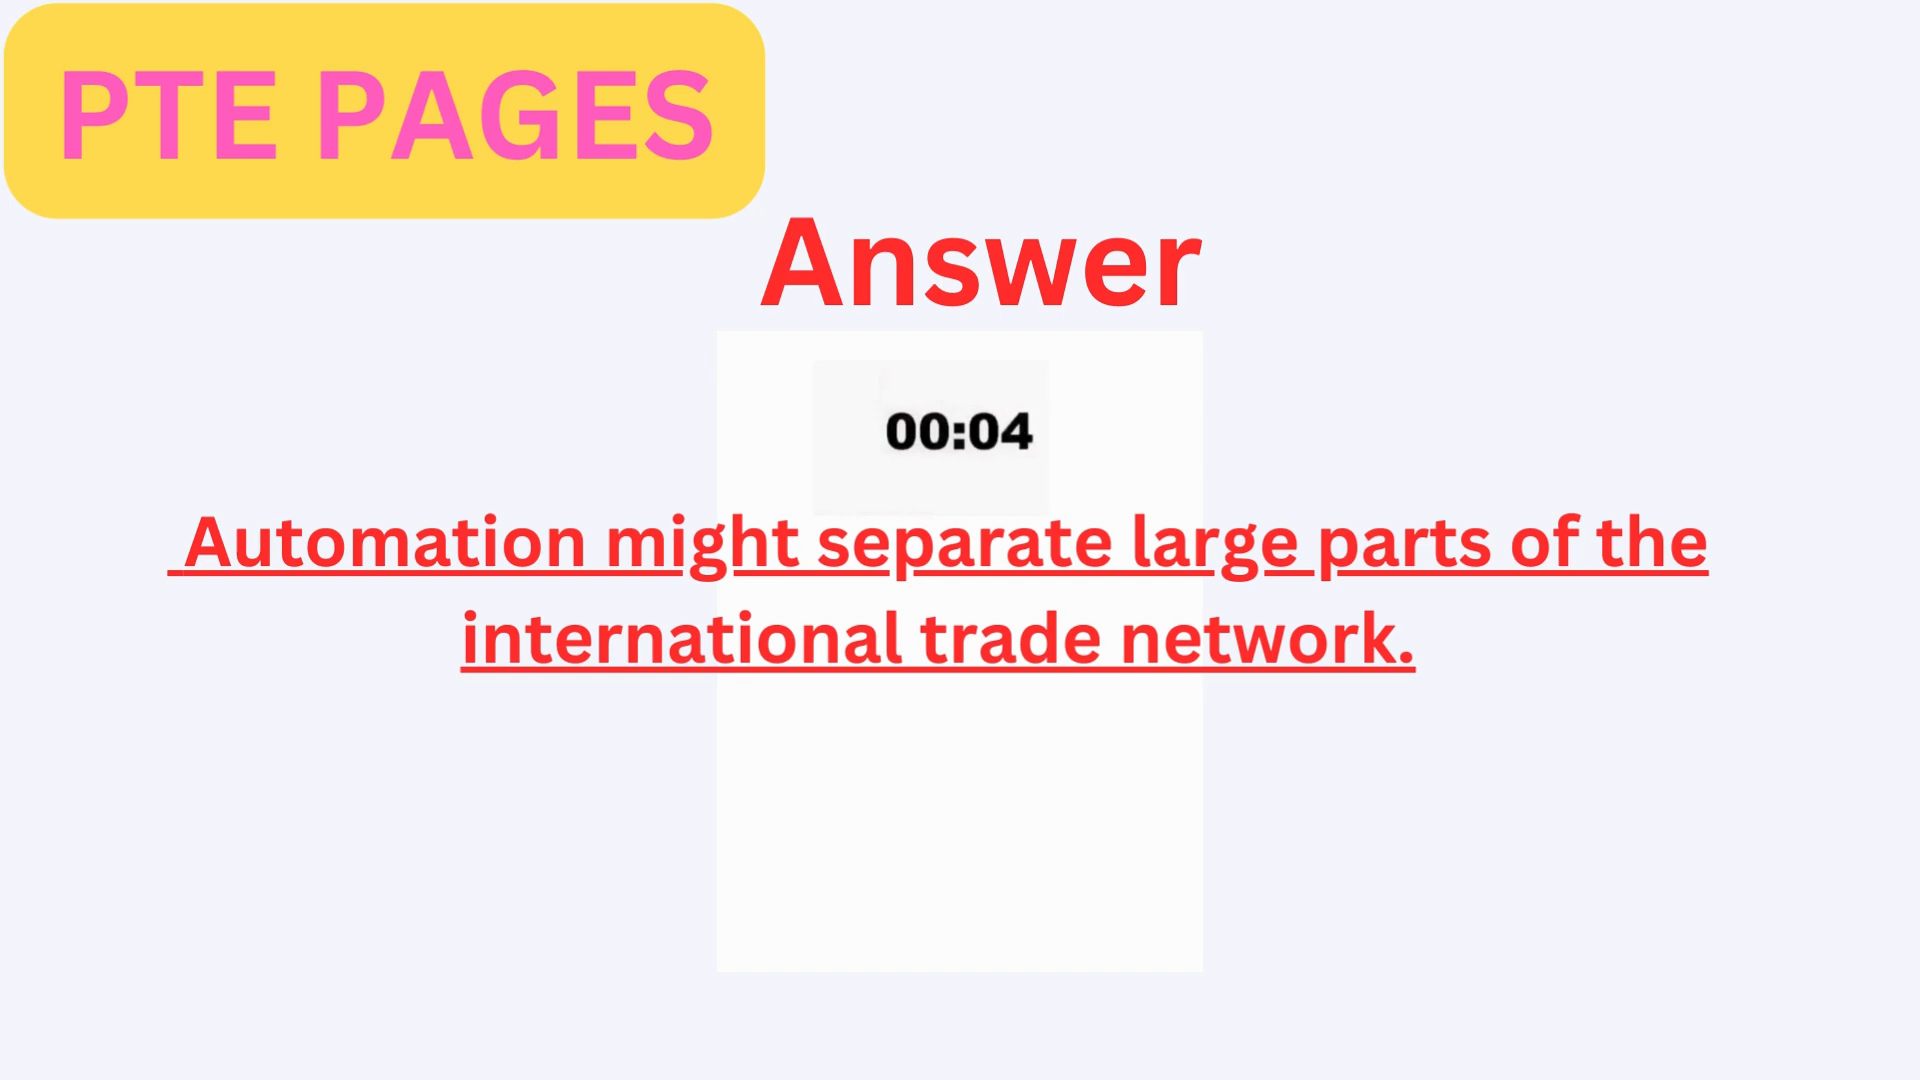 PTE PAGES
Answer
00:04
Automation might separate large parts of the
international trade network.